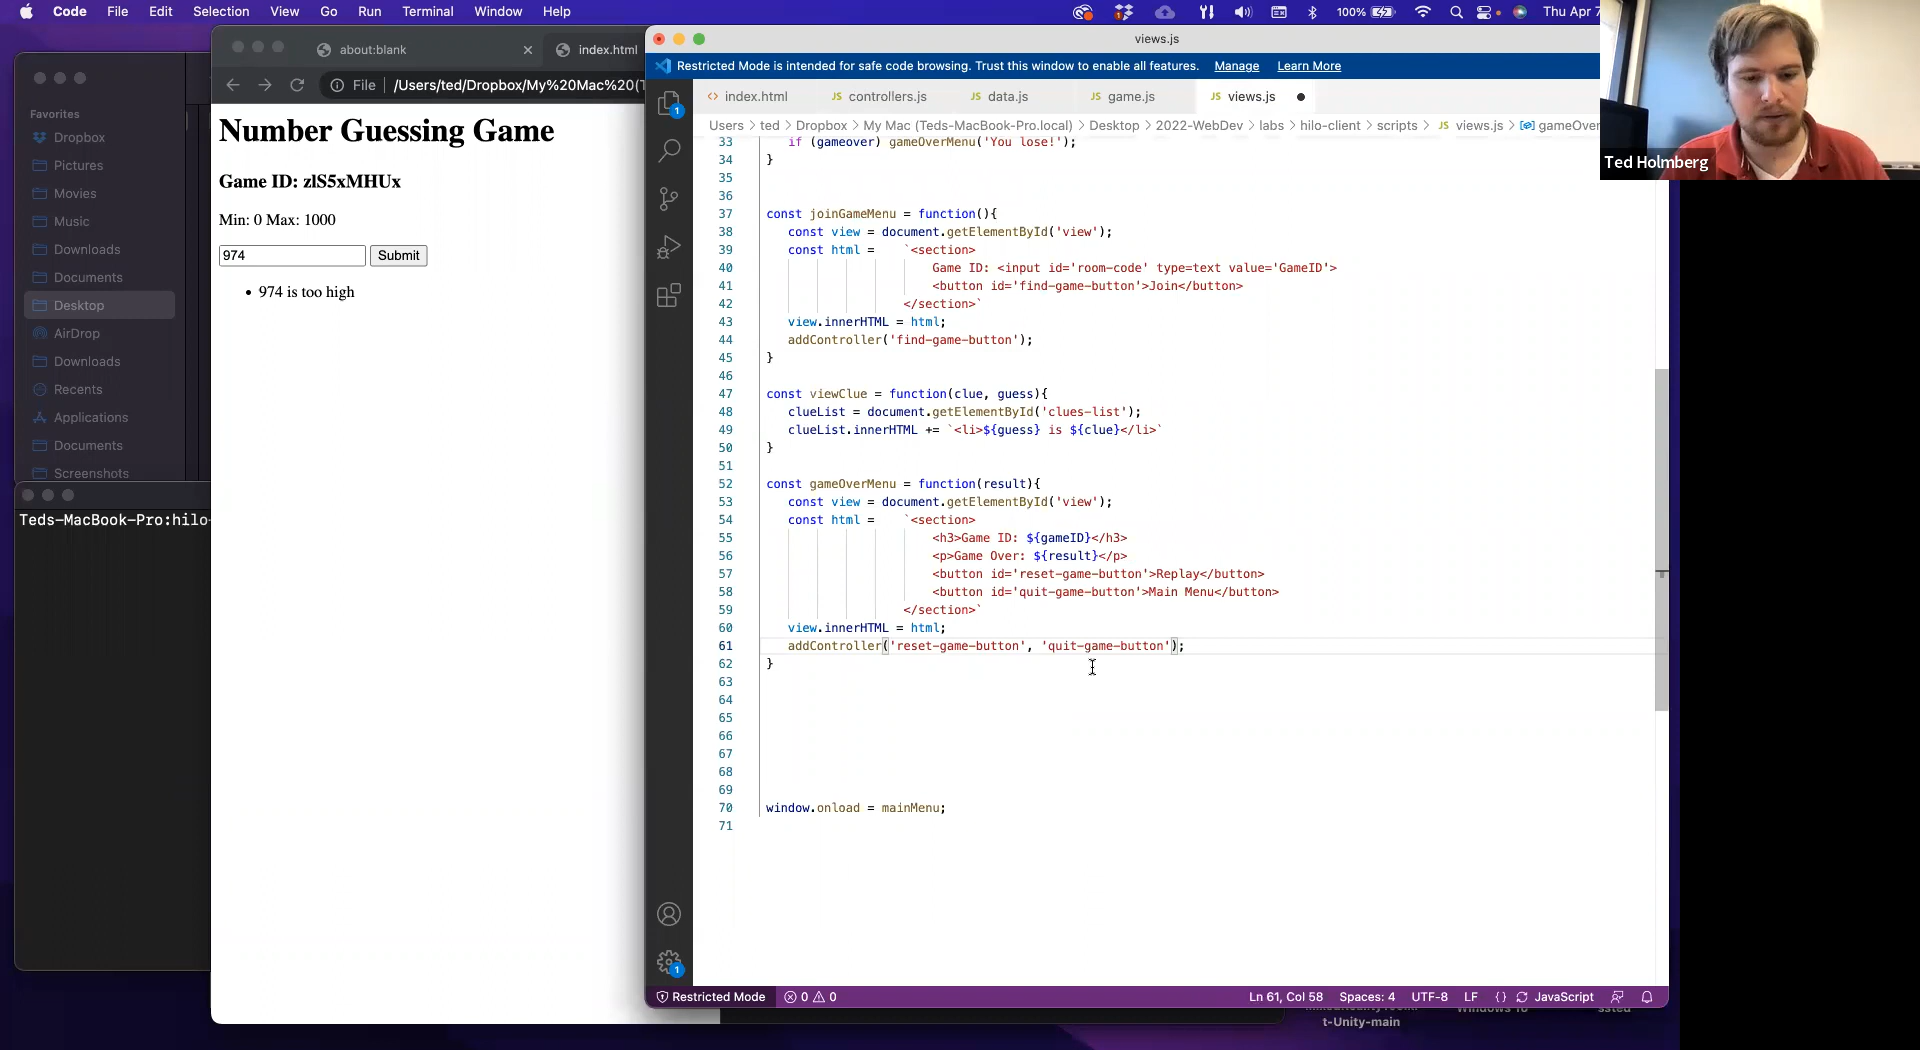 Code File Edit Selection View Go Run Terminal Window Help
100% Thu Apr 7
about:blank
index.html
File /Users/ted/Dropbox/My%20Mac%20(T
Favorites
Dropbox
Pictures
Movies
Music
Downloads
Documents
Desktop
AirDrop
Downloads
Recents
Applications
Documents
Screenshots
Teds-MacBook-Pro:hilo-
Number Guessing Game
Game ID: zlS5xMHUx
Min: 0 Max: 1000
974 Submit
• 974 is too high
views.js
Restricted Mode is intended for safe code browsing. Trust this window to enable all features. Manage Learn More
<> index.html JS controllers.js JS data.js JS game.js JS views.js
Users > ted > Dropbox > My Mac (Teds-MacBook-Pro.local) > Desktop > 2022-WebDev > labs > hilo-client > scripts > JS views.js > gameOver
1
33 if (gameover) gameOverMenu('You lose!');
34 }
35
36
37 const joinGameMenu = function(){
38 const view = document.getElementById('view');
39 const html = `<section>
40 Game ID: <input id='room-code' type=text value='GameID'>
41 <button id='find-game-button'>Join</button>
42 </section>`
43 view.innerHTML = html;
44 addController('find-game-button');
45 }
46
47 const viewClue = function(clue, guess){
48 clueList = document.getElementById('clues-list');
49 clueList.innerHTML += `<li>${guess} is ${clue}</li>`
50 }
51
52 const gameOverMenu = function(result){
53 const view = document.getElementById('view');
54 const html = `<section>
55 <h3>Game ID: ${gameID}</h3>
56 <p>Game Over: ${result}</p>
57 <button id='reset-game-button'>Replay</button>
58 <button id='quit-game-button'>Main Menu</button>
59 </section>`
60 view.innerHTML = html;
61 addController('reset-game-button', 'quit-game-button');
62 }
63
64
65
66
67
68
69
70 window.onload = mainMenu;
71
1
Restricted Mode 0 0 Ln 61, Col 58 Spaces: 4 UTF-8 LF {} JavaScript
t-Unity-main
Ted Holmberg